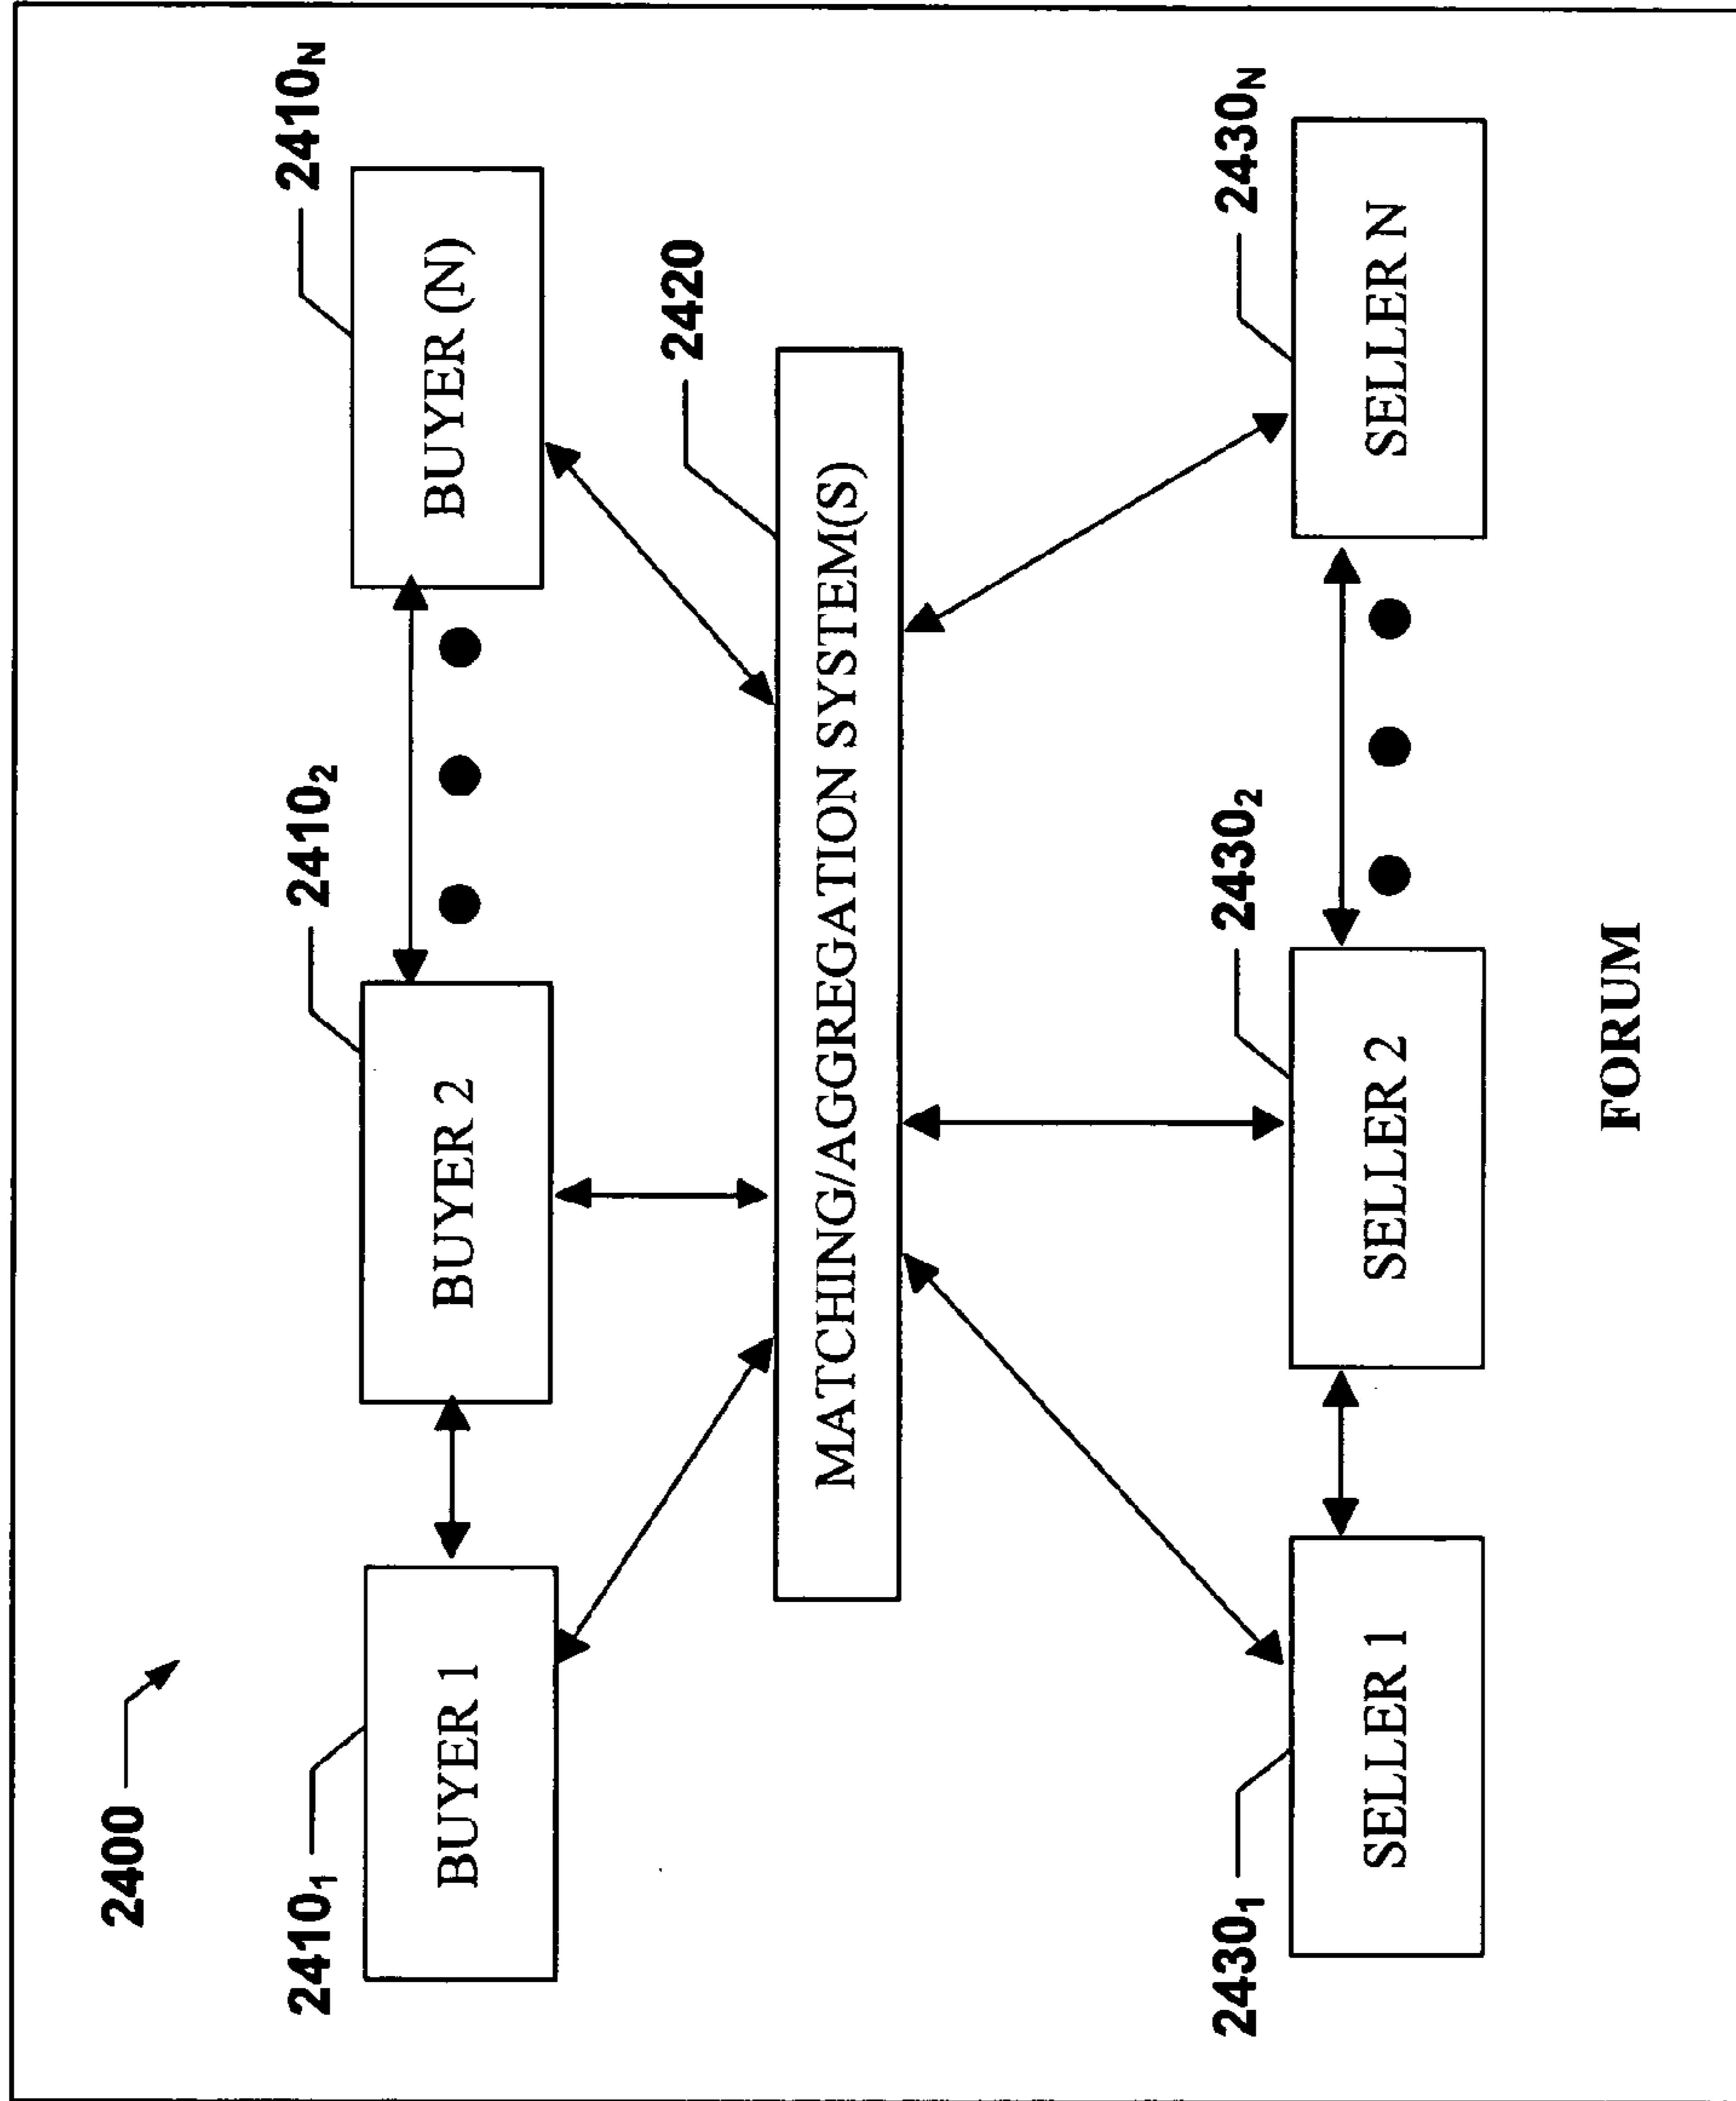 2400
2410₁
2410₂
2410N
BUYER 1
BUYER 2
BUYER (N)
2420
MATCHING/AGGREGATION SYSTEM(S)
2430₁
2430₂
2430N
SELLER 1
SELLER 2
SELLER N
FORUM